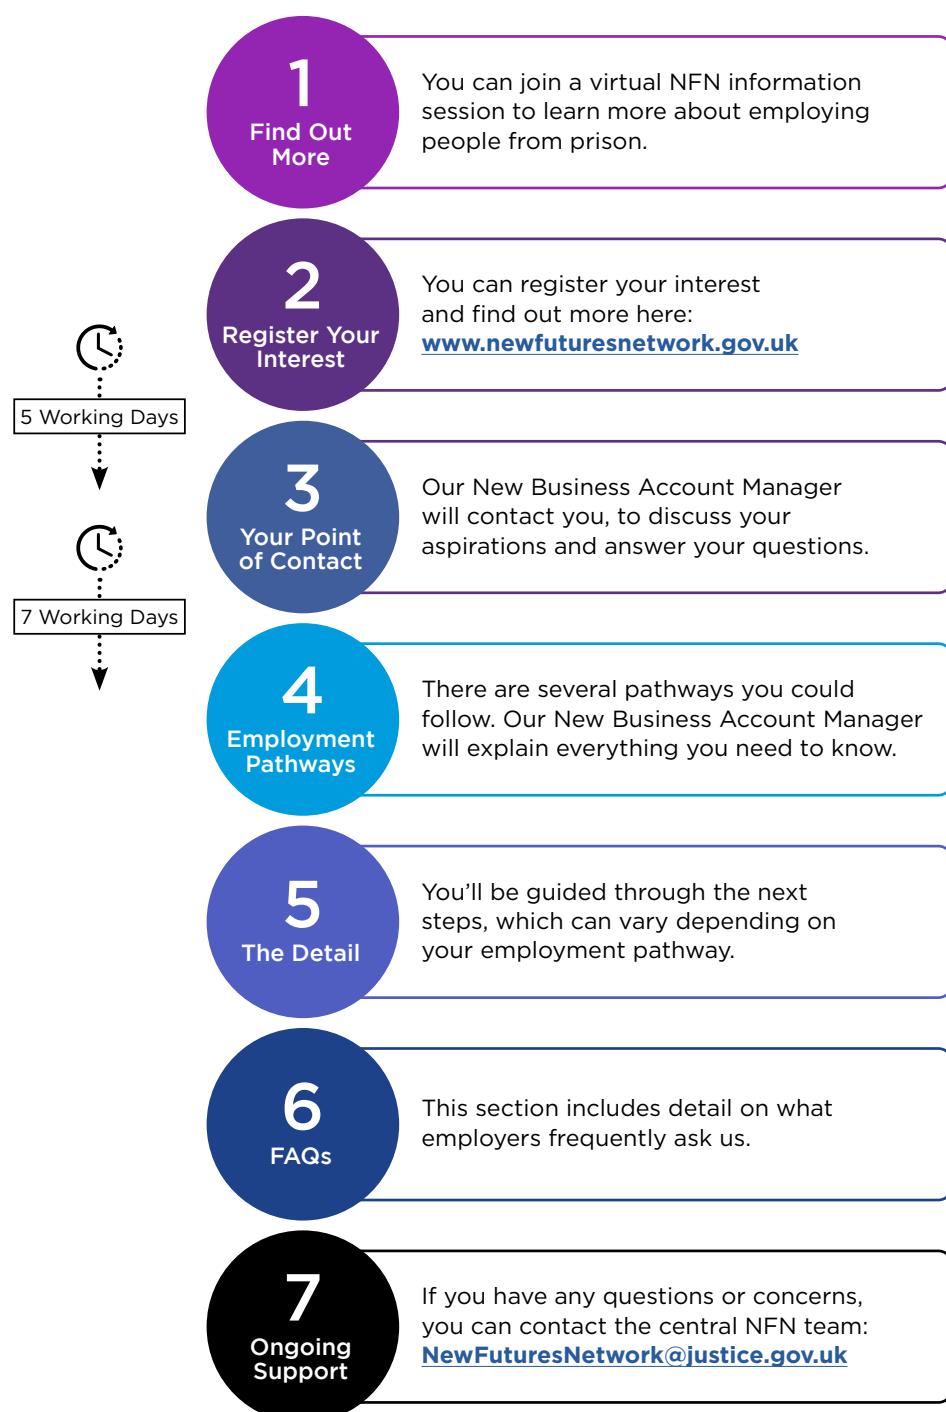 1
Find Out
More
You can join a virtual NFN information
session to learn more about employing
people from prison.
2
Register Your
Interest
You can register your interest
and find out more here:
www.newfuturesnetwork.gov.uk
5 Working Days
3
Your Point
of Contact
Our New Business Account Manager
will contact you, to discuss your
aspirations and answer your questions.
7 Working Days
4
Employment
Pathways
There are several pathways you could
follow. Our New Business Account Manager
will explain everything you need to know.
5
The Detail
You’ll be guided through the next
steps, which can vary depending on
your employment pathway.
6
FAQs
This section includes detail on what
employers frequently ask us.
7
Ongoing
Support
If you have any questions or concerns,
you can contact the central NFN team:
NewFuturesNetwork@justice.gov.uk